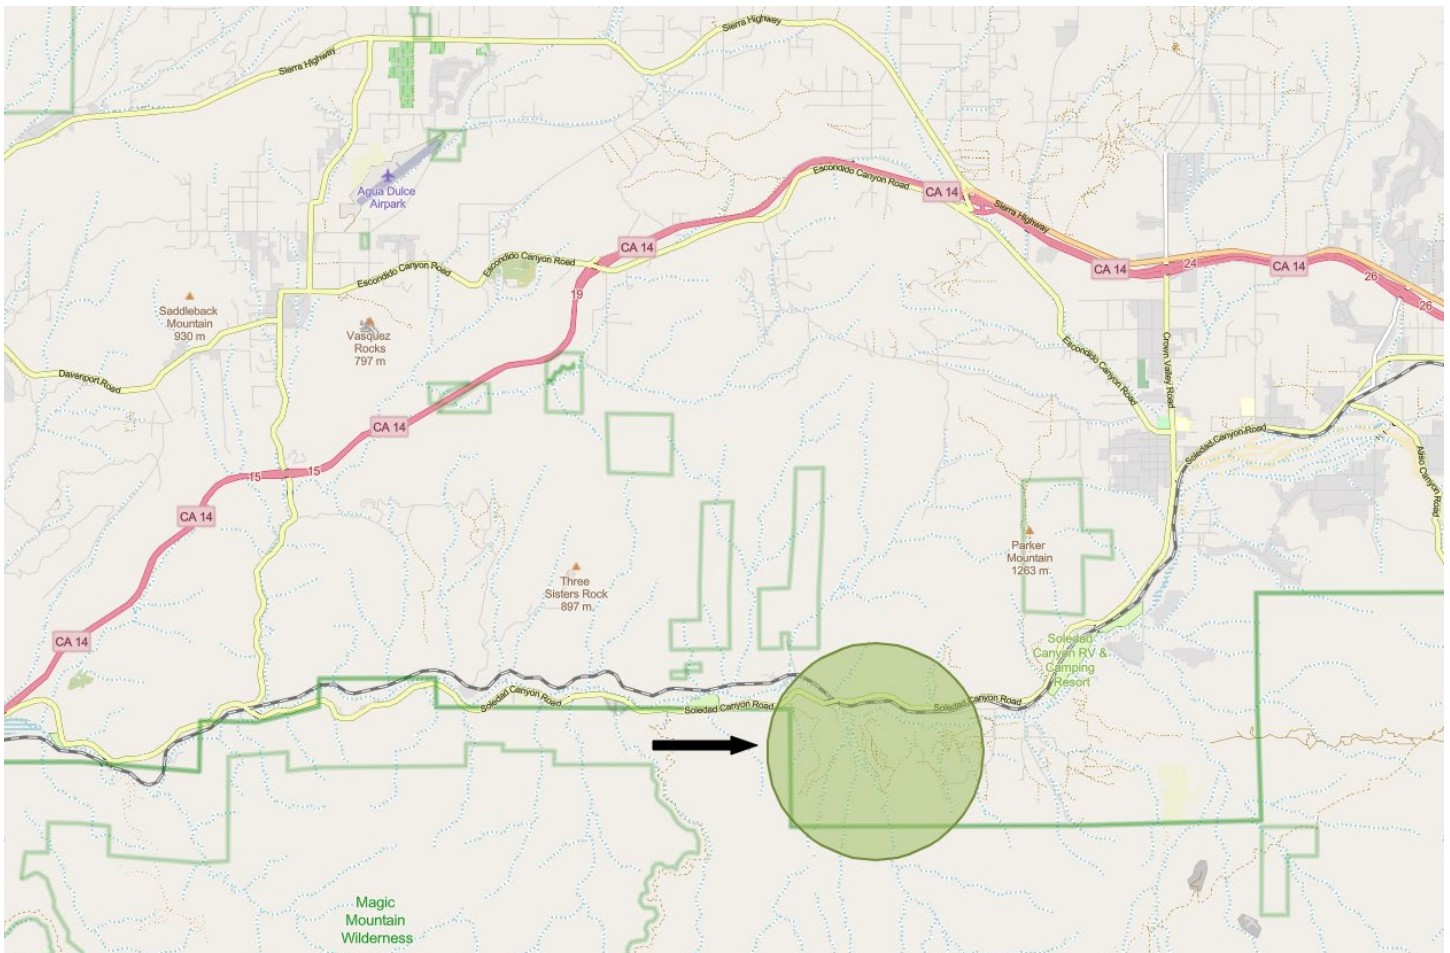 Sierra Highway
Sierra Highway
Agua Dulce
Airpark
Escondido Canyon Road
CA 14
Sierra Highway
CA 14
Escondido Canyon Road
Escondido Canyon Road
CA 14
24
CA 14
26
26
19
Saddleback
Mountain
930 m
Vasquez
Rocks
797 m
Davenport Road
Escondido Canyon Road
Crown Valley Road
CA 14
Soledad Canyon Road
Aliso Canyon Road
15
15
CA 14
Parker
Mountain
1263 m
Three
Sisters Rock
897 m
CA 14
Soledad
Canyon RV &
Camping
Resort
Soledad Canyon Road
Soledad Canyon Road
Soledad Canyon Road
Magic
Mountain
Wilderness